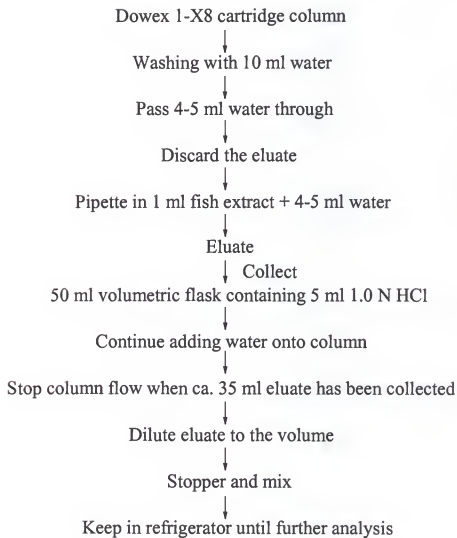 Dowex 1-X8 cartridge column
Washing with 10 ml water
Pass 4-5 ml water through
Discard the eluate
Pipette in 1 ml fish extract + 4-5 ml water
Eluate
Collect
50 ml volumetric flask containing 5 ml 1.0 N HCl
Continue adding water onto column
Stop column flow when ca. 35 ml eluate has been collected
Dilute eluate to the volume
Stopper and mix
Keep in refrigerator until further analysis